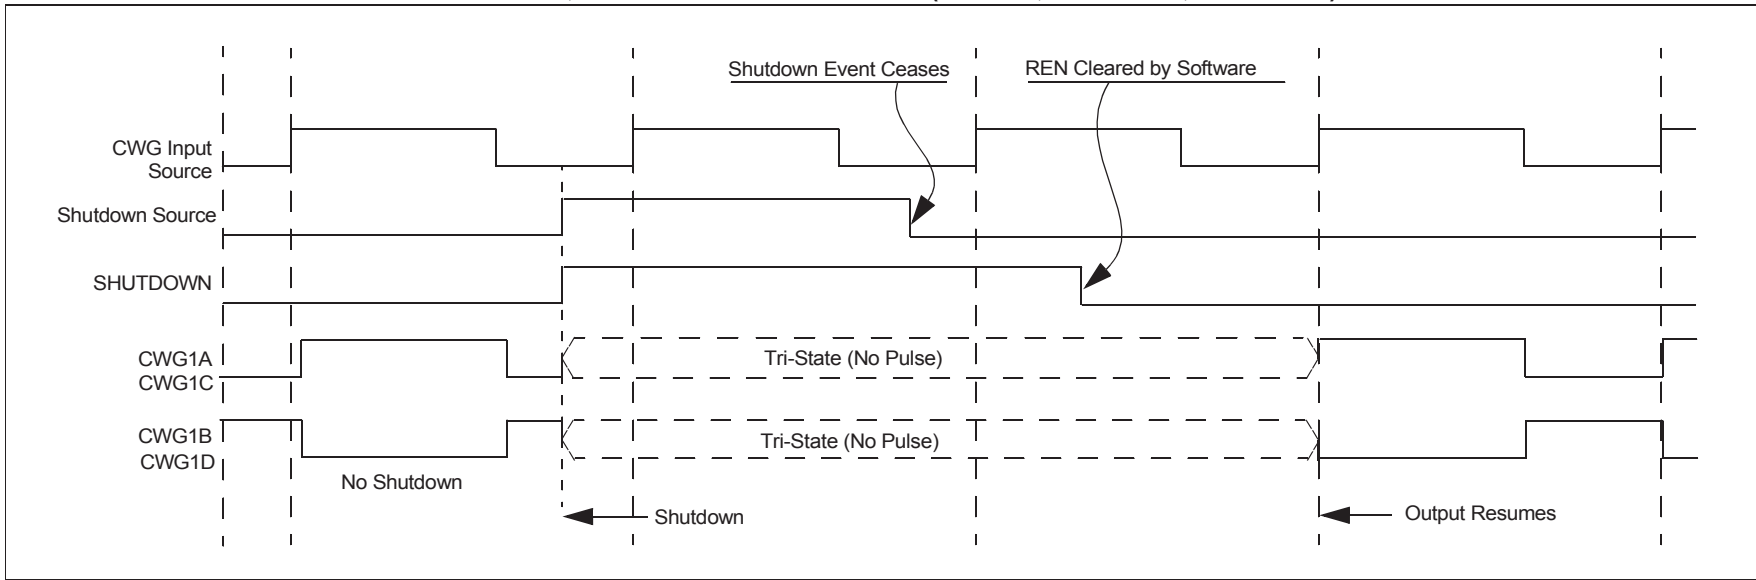 Shutdown Event Ceases
REN Cleared by Software
CWG Input
Source
Shutdown Source
SHUTDOWN
CWG1A
CWG1C
Tri-State (No Pulse)
CWG1B
CWG1D
Tri-State (No Pulse)
No Shutdown
Shutdown
Output Resumes